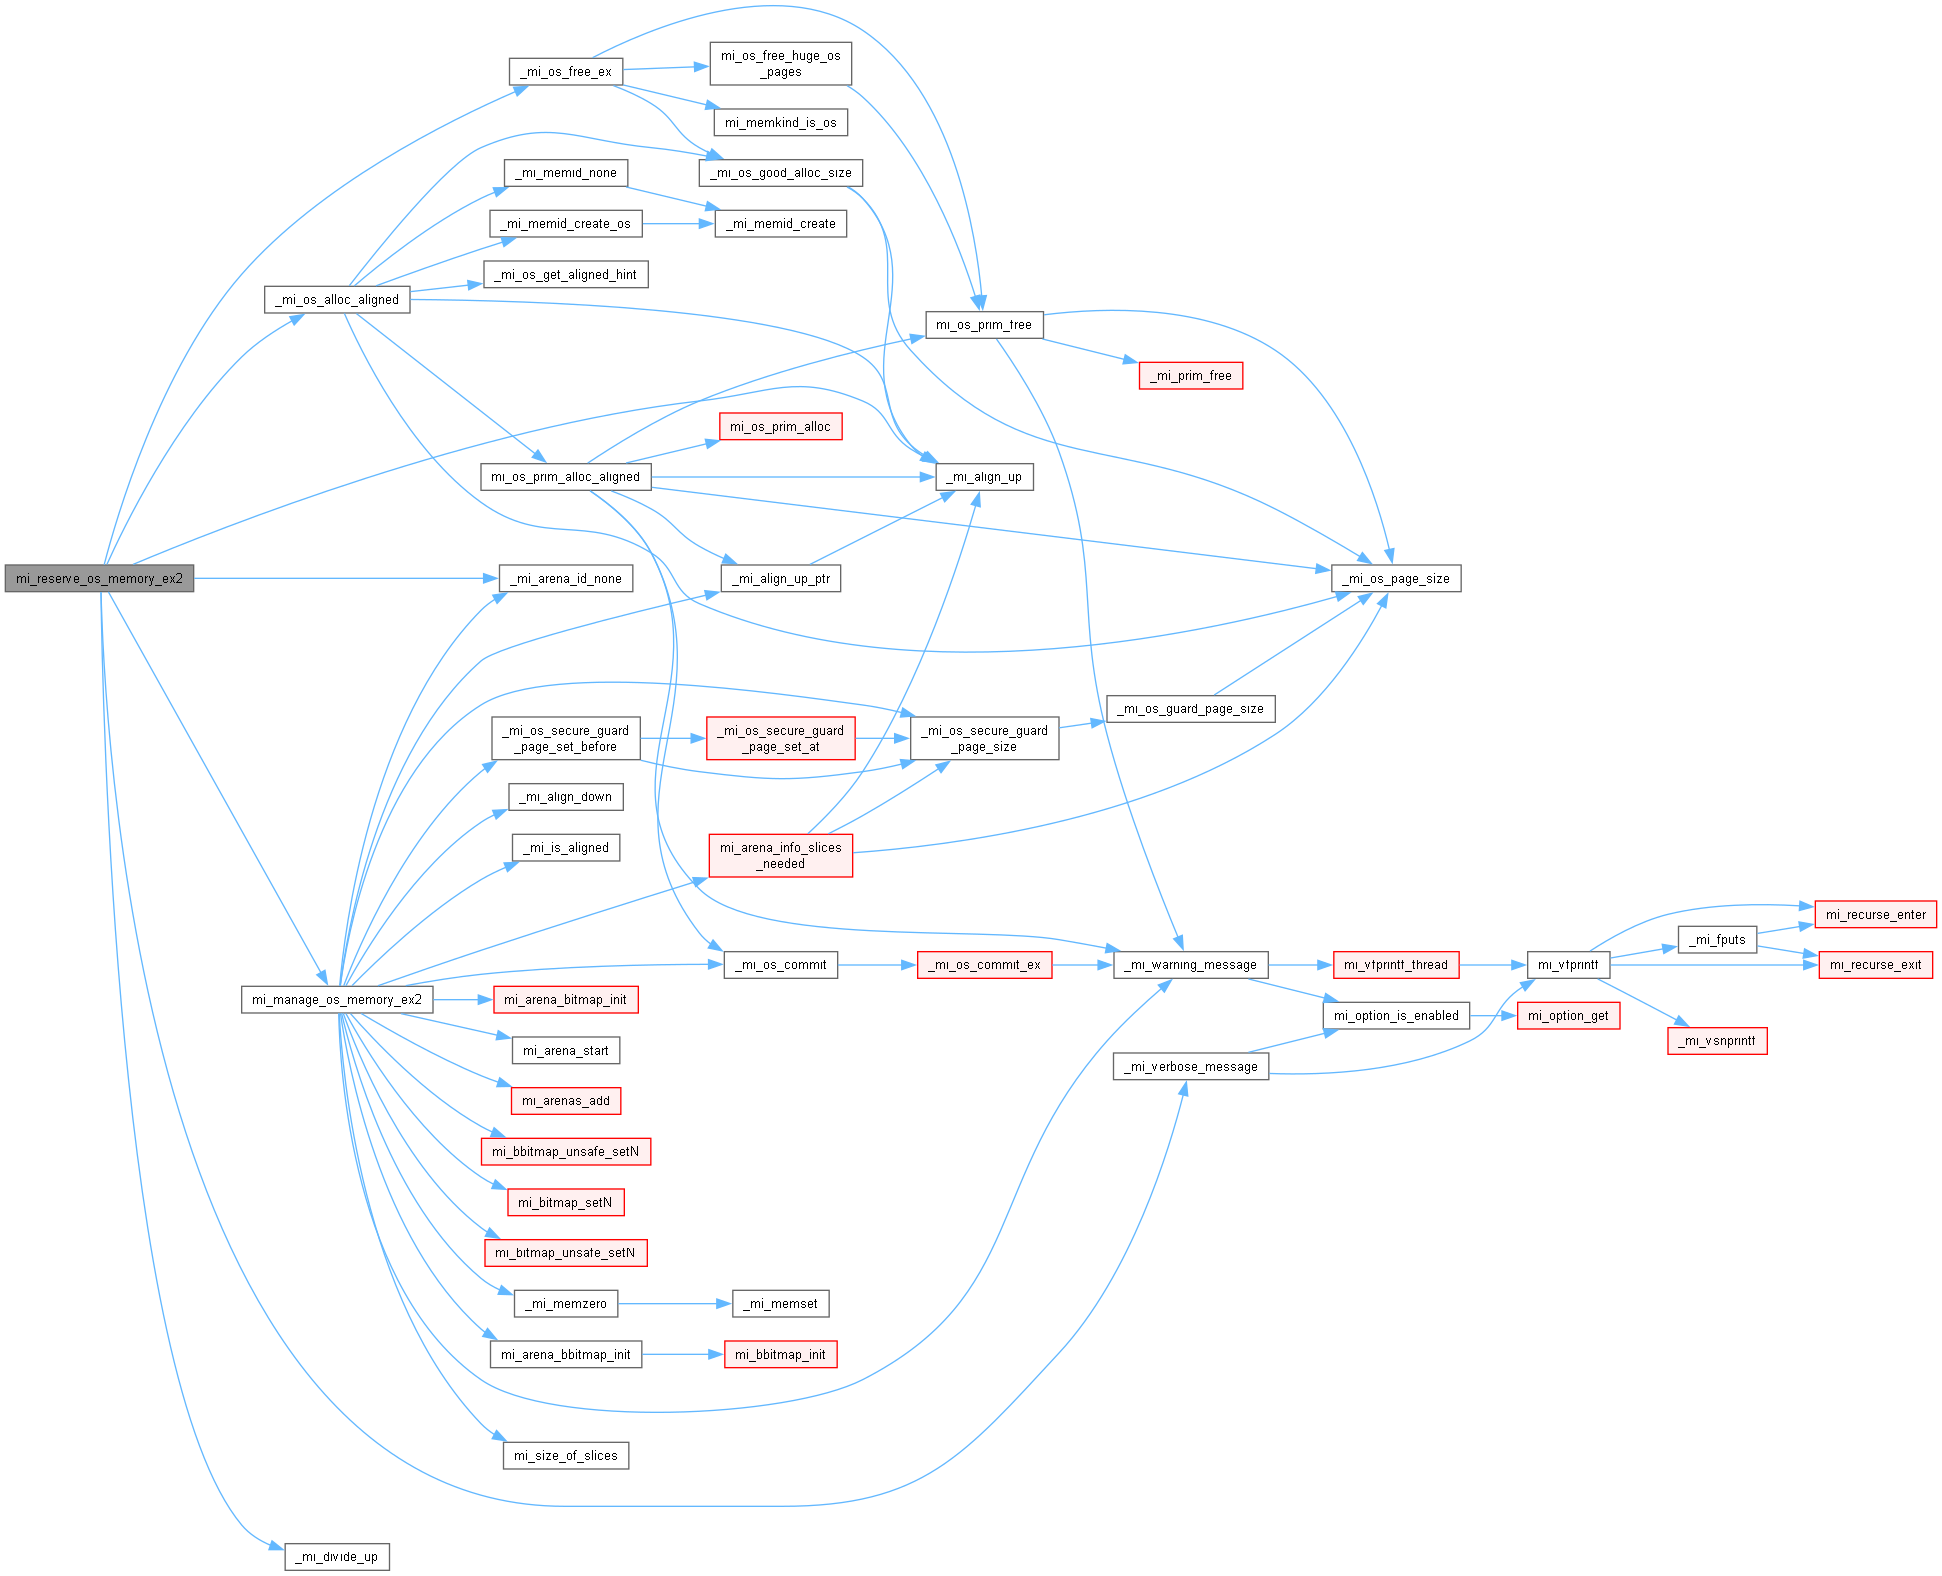 mi_os_free_huge_os
_pages
_mi_os_free_ex
mi_memkind_is_os
_mi_memid_none
_mi_os_good_alloc_size
_mi_memid_create_os
_mi_memid_create
_mi_os_get_aligned_hint
_mi_os_alloc_aligned
mi_os_prim_free
_mi_prim_free
mi_os_prim_alloc
mi_os_prim_alloc_aligned
_mi_align_up
mi_reserve_os_memory_ex2
_mi_arena_id_none
_mi_align_up_ptr
_mi_os_page_size
_mi_os_guard_page_size
_mi_os_secure_guard
_page_set_before
_mi_os_secure_guard
_page_set_at
_mi_os_secure_guard
_page_size
_mi_align_down
_mi_is_aligned
mi_arena_info_slices
_needed
mi_recurse_enter
_mi_fputs
_mi_os_commit
_mi_os_commit_ex
_mi_warning_message
mi_vfprintf_thread
mi_vfprintf
mi_recurse_exit
mi_manage_os_memory_ex2
mi_arena_bitmap_init
mi_option_is_enabled
mi_option_get
_mi_vsnprintf
mi_arena_start
_mi_verbose_message
mi_arenas_add
mi_bbitmap_unsafe_setN
mi_bitmap_setN
mi_bitmap_unsafe_setN
_mi_memzero
_mi_memset
mi_arena_bbitmap_init
mi_bbitmap_init
mi_size_of_slices
_mi_divide_up